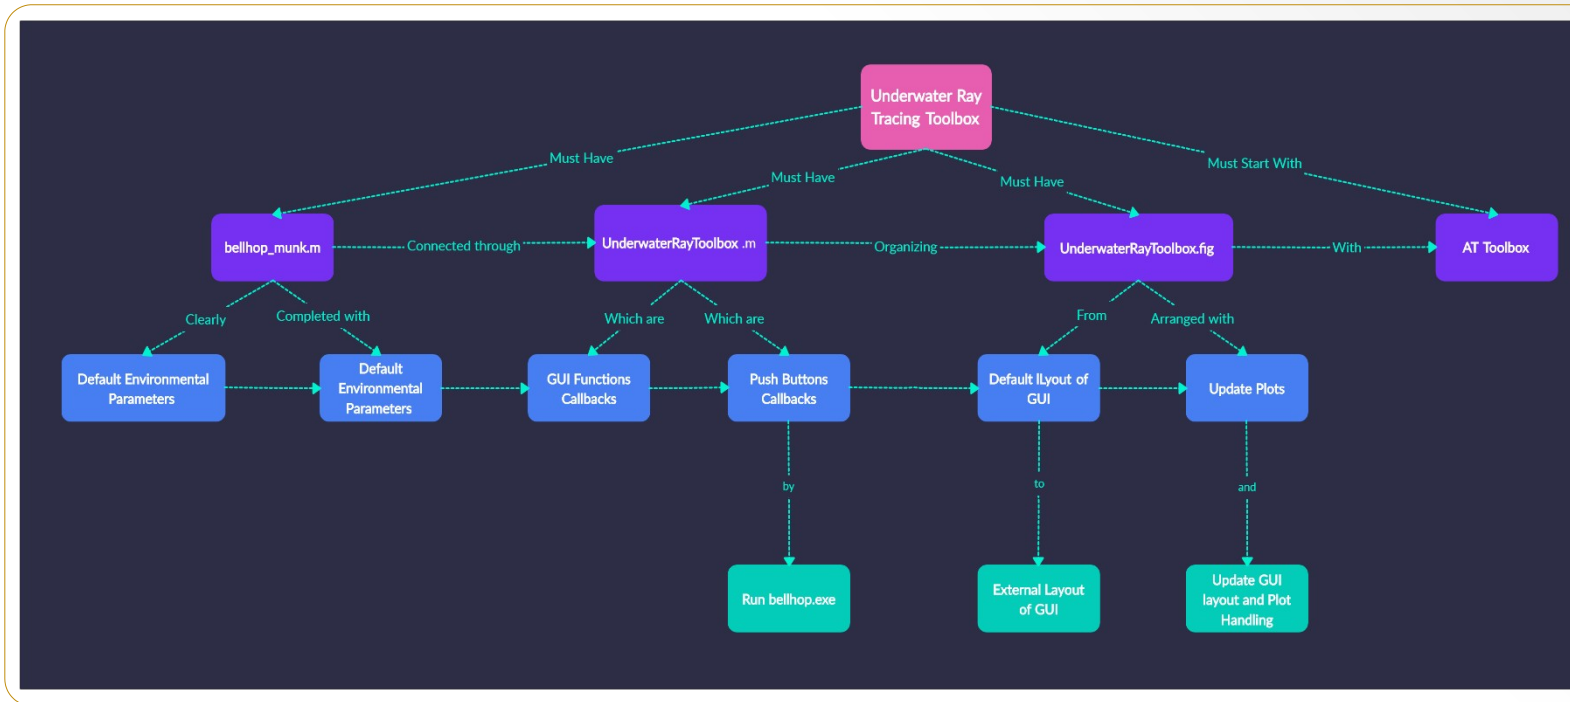 Underwater Ray
Tracing Toolbox
Must Have
Must Have
Must Have
Must Start With
bellhop_munk.m
Connected through
UnderwaterRayToolbox .m
Organizing
UnderwaterRayToolbox.fig
With
AT Toolbox
Clearly
Completed with
Which are
Which are
From
Arranged with
Default Environmental
Parameters
Default
Environmental
Parameters
GUI Functions
Callbacks
Push Buttons
Callbacks
Default lLyout of
GUI
Update Plots
by
to
and
Run bellhop.exe
External Layout
of GUI
Update GUI
layout and Plot
Handling